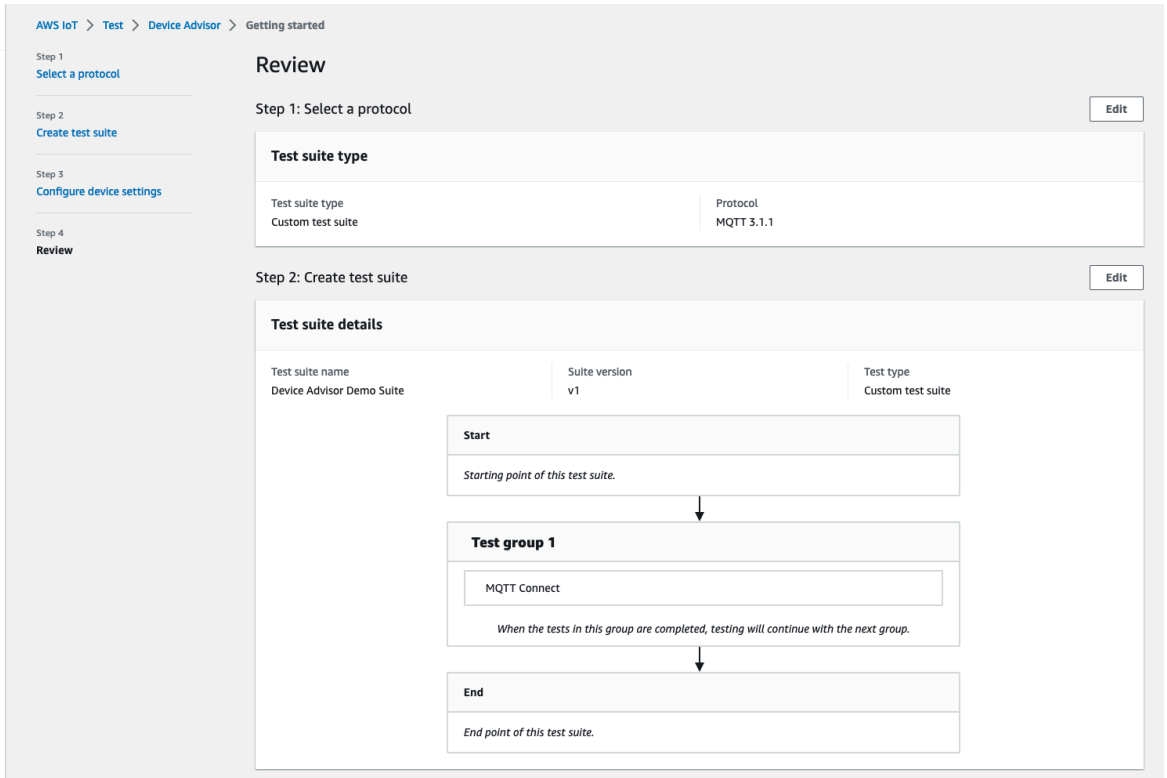 AWS IoT > Test > Device Advisor > Getting started
Step 1
Select a protocol
Step 2
Create test suite
Step 3
Configure device settings
Step 4
Review
Review
Step 1: Select a protocol
Edit
Test suite type
Test suite type
Custom test suite
Protocol
MQTT 3.1.1
Step 2: Create test suite
Edit
Test suite details
Test suite name
Device Advisor Demo Suite
Suite version
v1
Test type
Custom test suite
Start
Starting point of this test suite.
Test group 1
MQTT Connect
When the tests in this group are completed, testing will continue with the next group.
End
End point of this test suite.